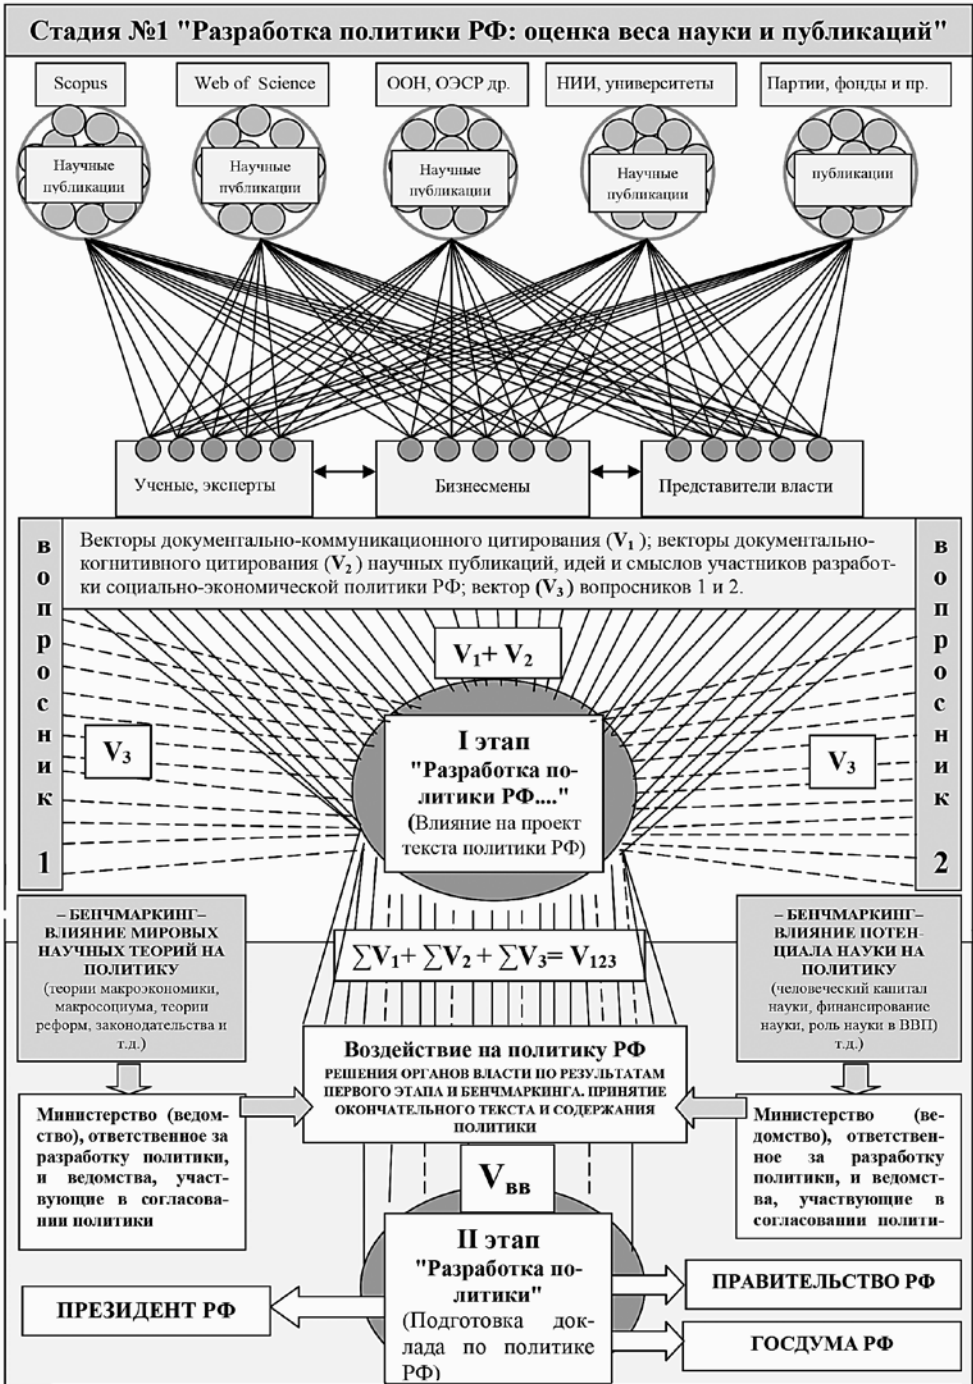 Стадия №1 "Разработка политики РФ: оценка веса науки и публикаций"
Scopus
Web of Science
ООН, ОЭСР др.
НИИ, университеты
Партии, фонды и пр.
Научные
публикации
Научные
публикации
Научные
публикации
Научные
публикации
публикации
Ученые, эксперты
Бизнесмены
Представители власти
вопросник 1
Векторы документально-коммуникационного цитирования (V1 ); векторы документально-
когнитивного цитирования (V2 ) научных публикаций, идей и смыслов участников разработ-
ки социально-экономической политики РФ; вектор (V3 ) вопросников 1 и 2.
вопросник 2
V1+ V2
V3
I этап
"Разработка по-
литики РФ...."
(Влияние на проект
текста политики РФ)
V3
– БЕНЧМАРКИНГ–
ВЛИЯНИЕ МИРОВЫХ
НАУЧНЫХ ТЕОРИЙ НА
ПОЛИТИКУ
(теории макроэкономики,
макросоциума, теории
реформ, законодательства и
т.д.)
∑V1+ ∑V2 + ∑V3= V123
– БЕНЧМАРКИНГ–
ВЛИЯНИЕ ПОТЕН-
ЦИАЛА НАУКИ НА
ПОЛИТИКУ
(человеческий капитал
науки, финансирование
науки, роль науки в ВВП)
т.д.)
Воздействие на политику РФ
РЕШЕНИЯ ОРГАНОВ ВЛАСТИ ПО РЕЗУЛЬТАТАМ
ПЕРВОГО ЭТАПА И БЕНЧМАРКИНГА. ПРИНЯТИЕ
ОКОНЧАТЕЛЬНОГО ТЕКСТА И СОДЕРЖАНИЯ
ПОЛИТИКИ
Министерство (ведом-
ство), ответственное за
разработку политики,
и ведомства, участ-
вующие в согласова-
нии политики
Министерство (ве-
домство), ответствен-
ное за разработку
политики, и ведомст-
ва, участвующие в
согласовании полити-
Vвв
II этап
"Разработка по-
литики"
(Подготовка док-
лада по политике
РФ)
ПРЕЗИДЕНТ РФ
ПРАВИТЕЛЬСТВО РФ
ГОСДУМА РФ